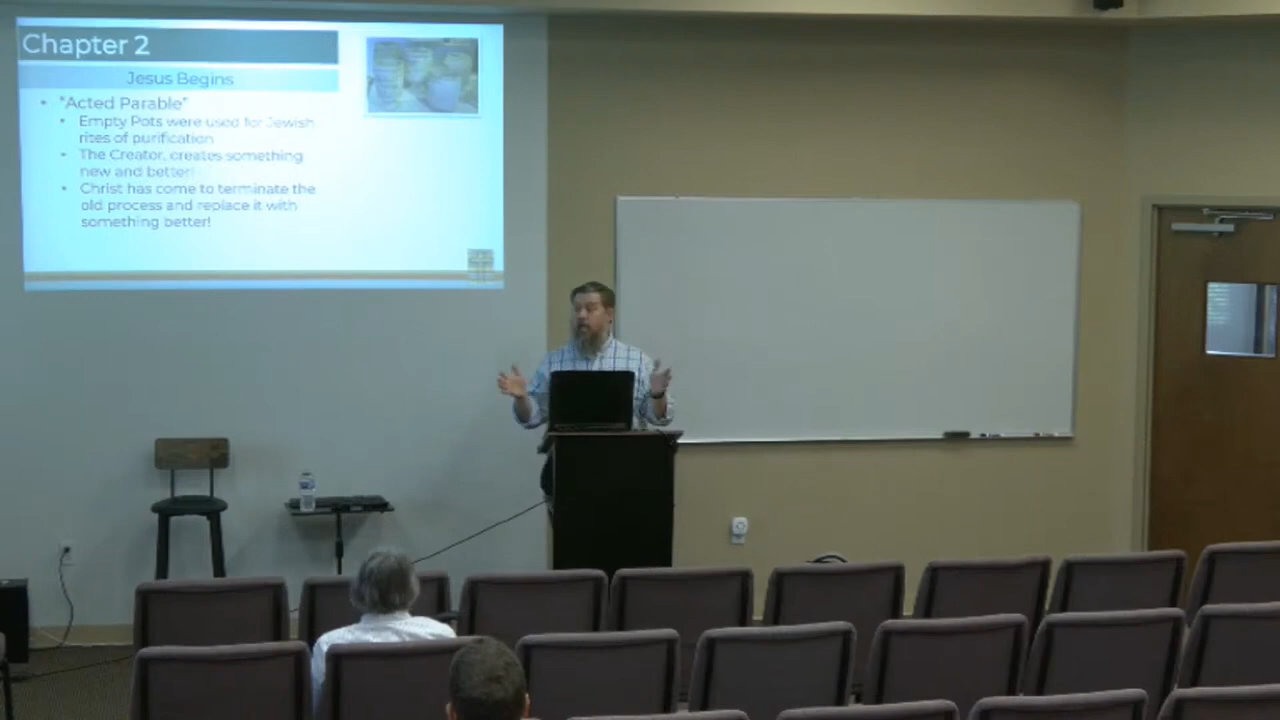 Chapter 2
Jesus Begins
• "Acted Parable"
• Empty Pots were used for Jewish
rites of purification
• The Creator, creates something
new and better!
• Christ has come to terminate the
old process and replace it with
something better!